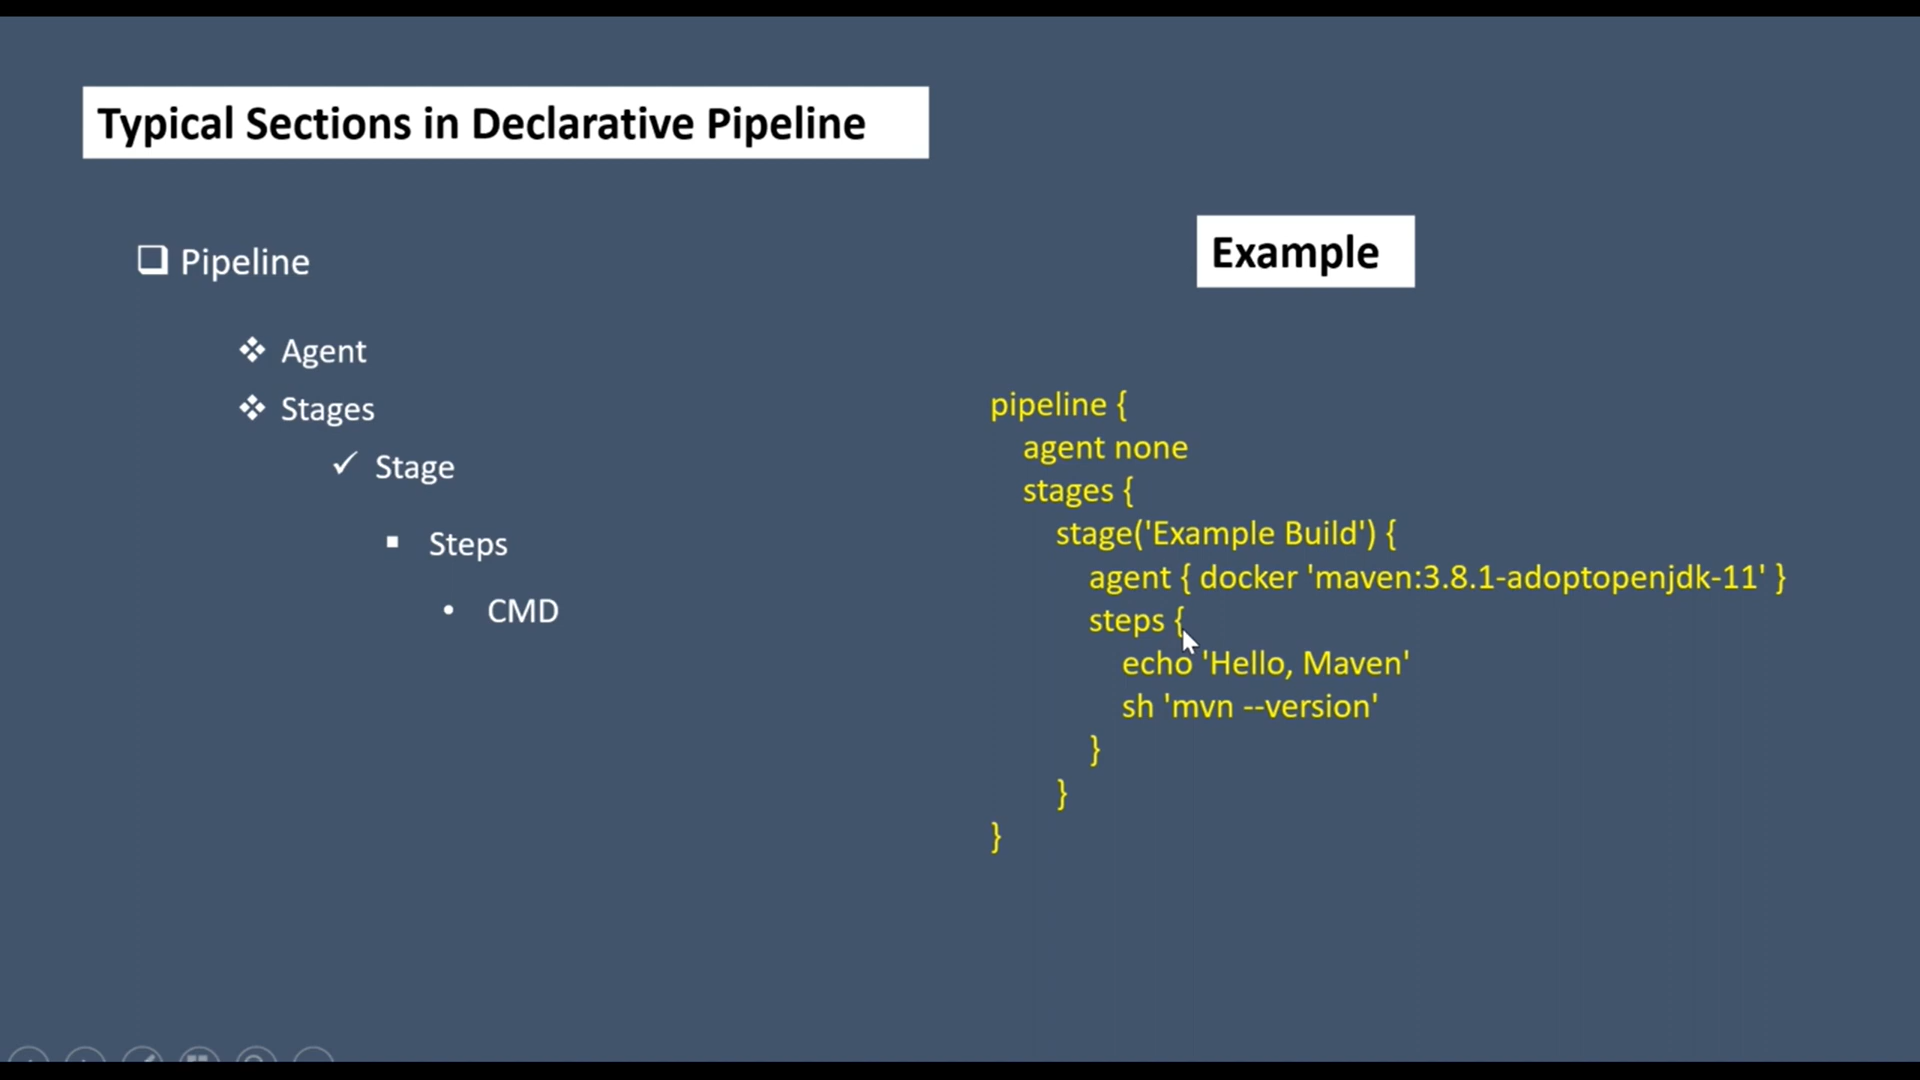 Typical Sections in Declarative Pipeline
Pipeline
Agent
Stages
Stage
Steps
CMD
Example
pipeline {
agent none
stages {
stage('Example Build') {
agent { docker 'maven:3.8.1-adoptopenjdk-11' }
steps {
echo 'Hello, Maven'
sh 'mvn --version'
}
}
}